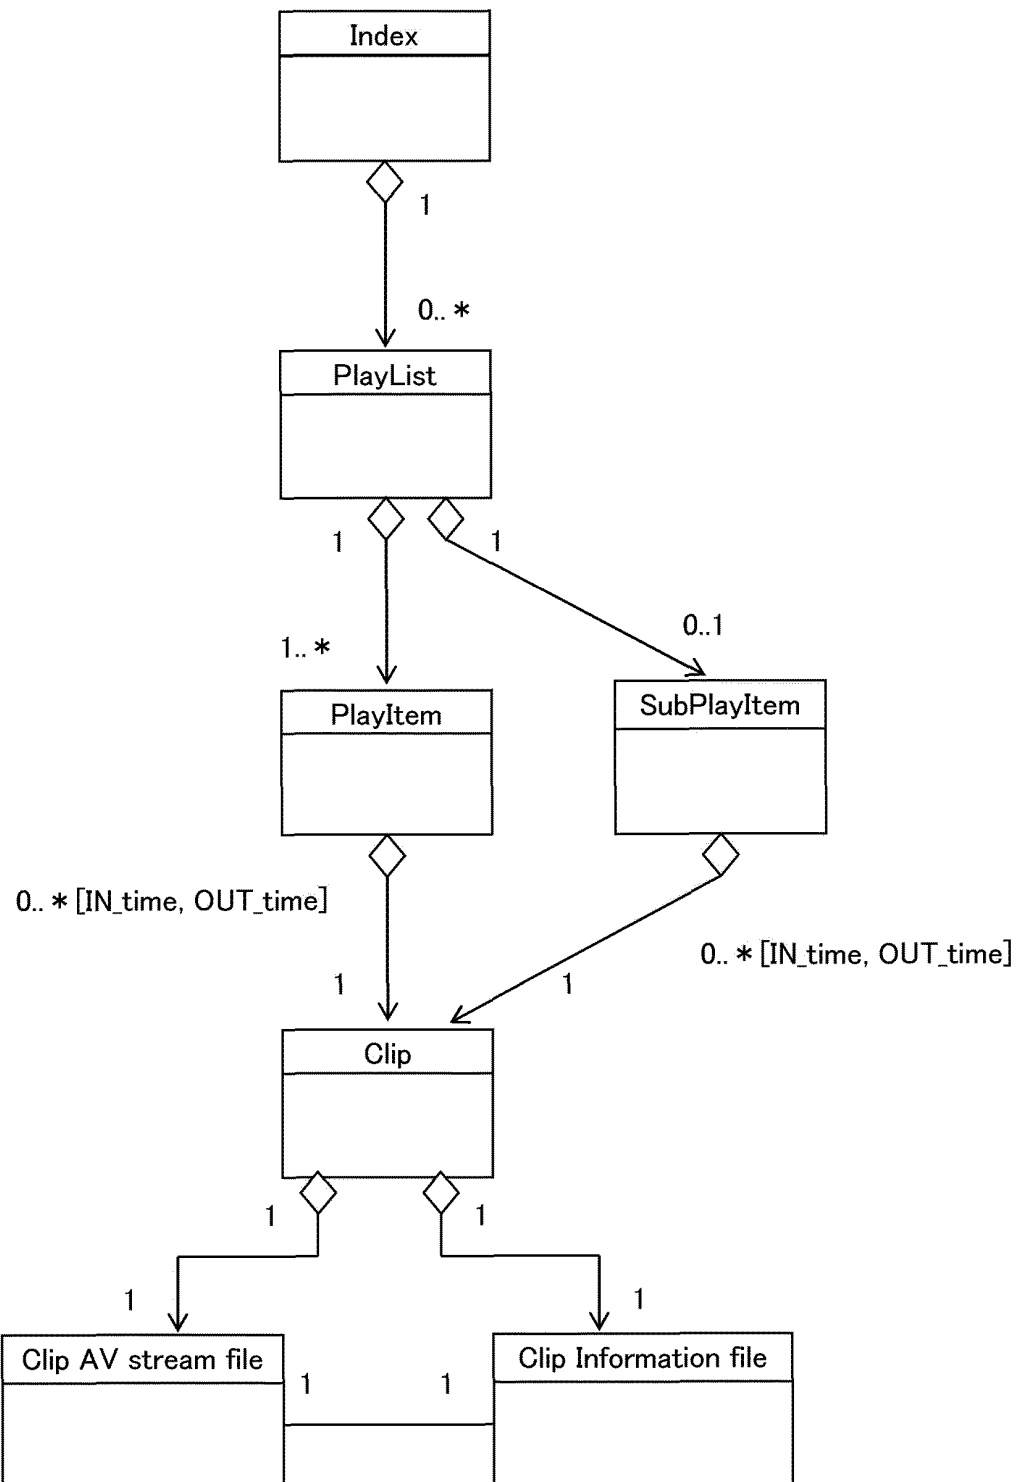 Index
1
0.. *
PlayList
1
1
0..1
1.. *
PlayItem
SubPlayItem
0.. * [IN_time, OUT_time]
0.. * [IN_time, OUT_time]
1
1
Clip
1
1
1
1
Clip AV stream file
Clip Information file
1
1